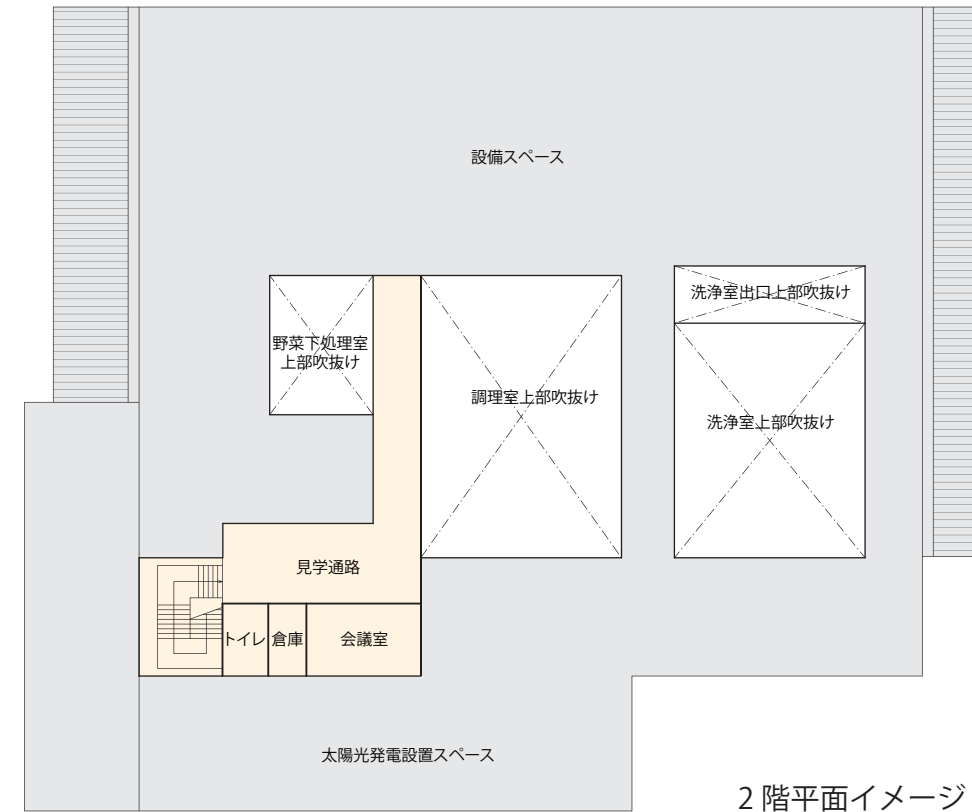 設備スペース
洗浄室出口上部吹抜け
野菜下処理室
上部吹抜け
調理室上部吹抜け
洗浄室上部吹抜け
見学通路
トイレ
倉庫
会議室
太陽光発電設置スペース
2 階平面イメージ